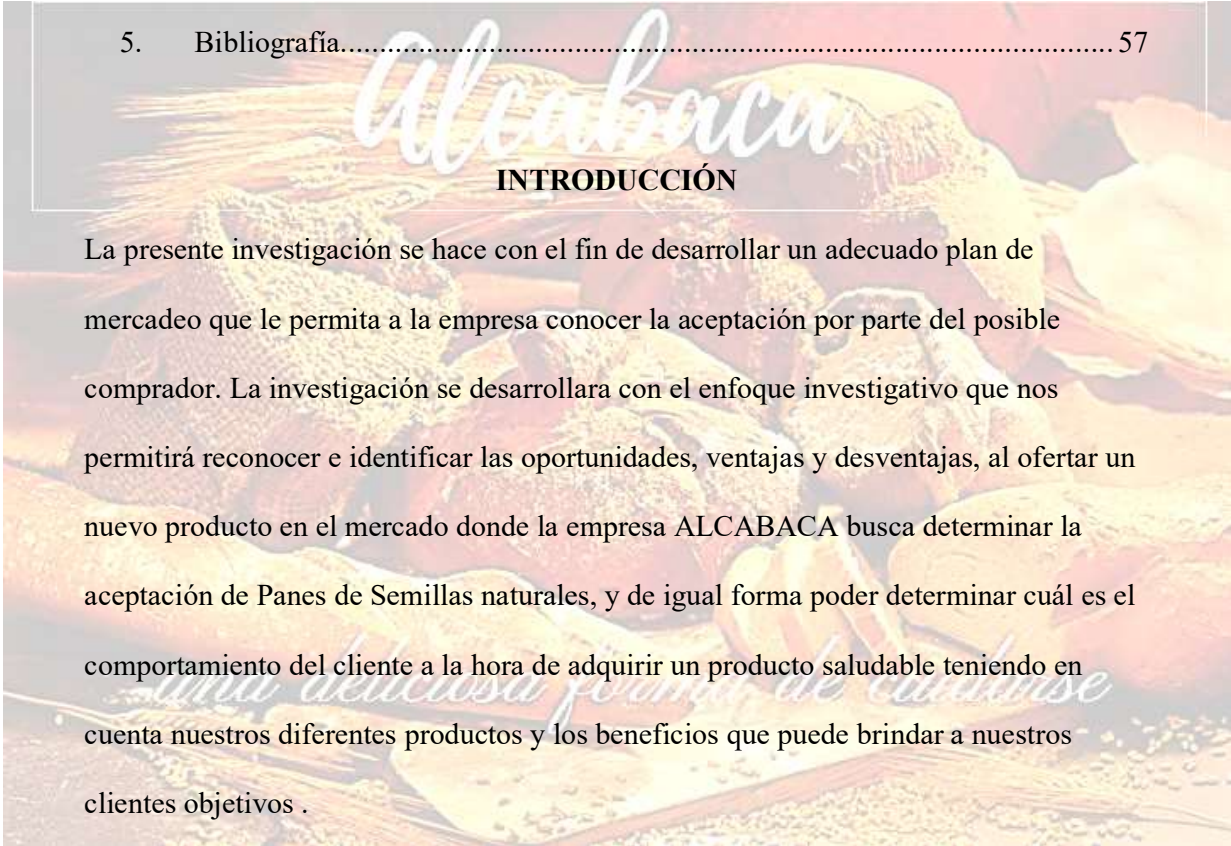 5. Bibliografía.......................................................................................... 57
Alcabaca
INTRODUCCIÓN
La presente investigación se hace con el fin de desarrollar un adecuado plan de
mercadeo que le permita a la empresa conocer la aceptación por parte del posible
comprador. La investigación se desarrollara con el enfoque investigativo que nos
permitirá reconocer e identificar las oportunidades, ventajas y desventajas, al ofertar un
nuevo producto en el mercado donde la empresa ALCABACA busca determinar la
aceptación de Panes de Semillas naturales, y de igual forma poder determinar cuál es el
comportamiento del cliente a la hora de adquirir un producto saludable teniendo en
una deliciosa forma de cuidarse
cuenta nuestros diferentes productos y los beneficios que puede brindar a nuestros
clientes objetivos .